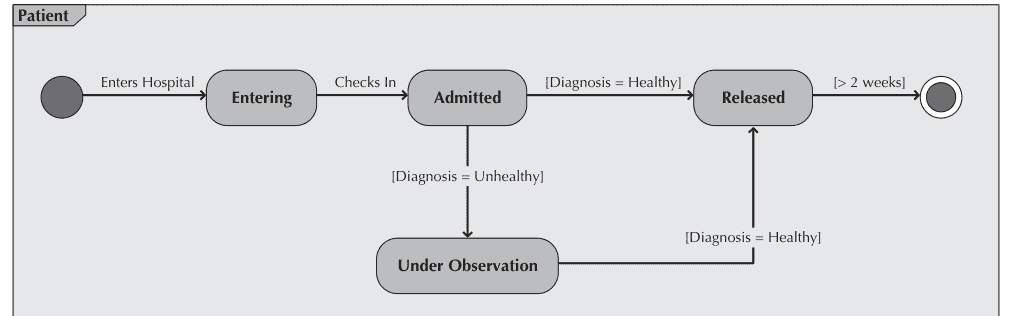 Patient
Enters Hospital
Entering
Checks In
Admitted
[Diagnosis = Healthy]
Released
[> 2 weeks]
[Diagnosis = Unhealthy]
[Diagnosis = Healthy]
Under Observation